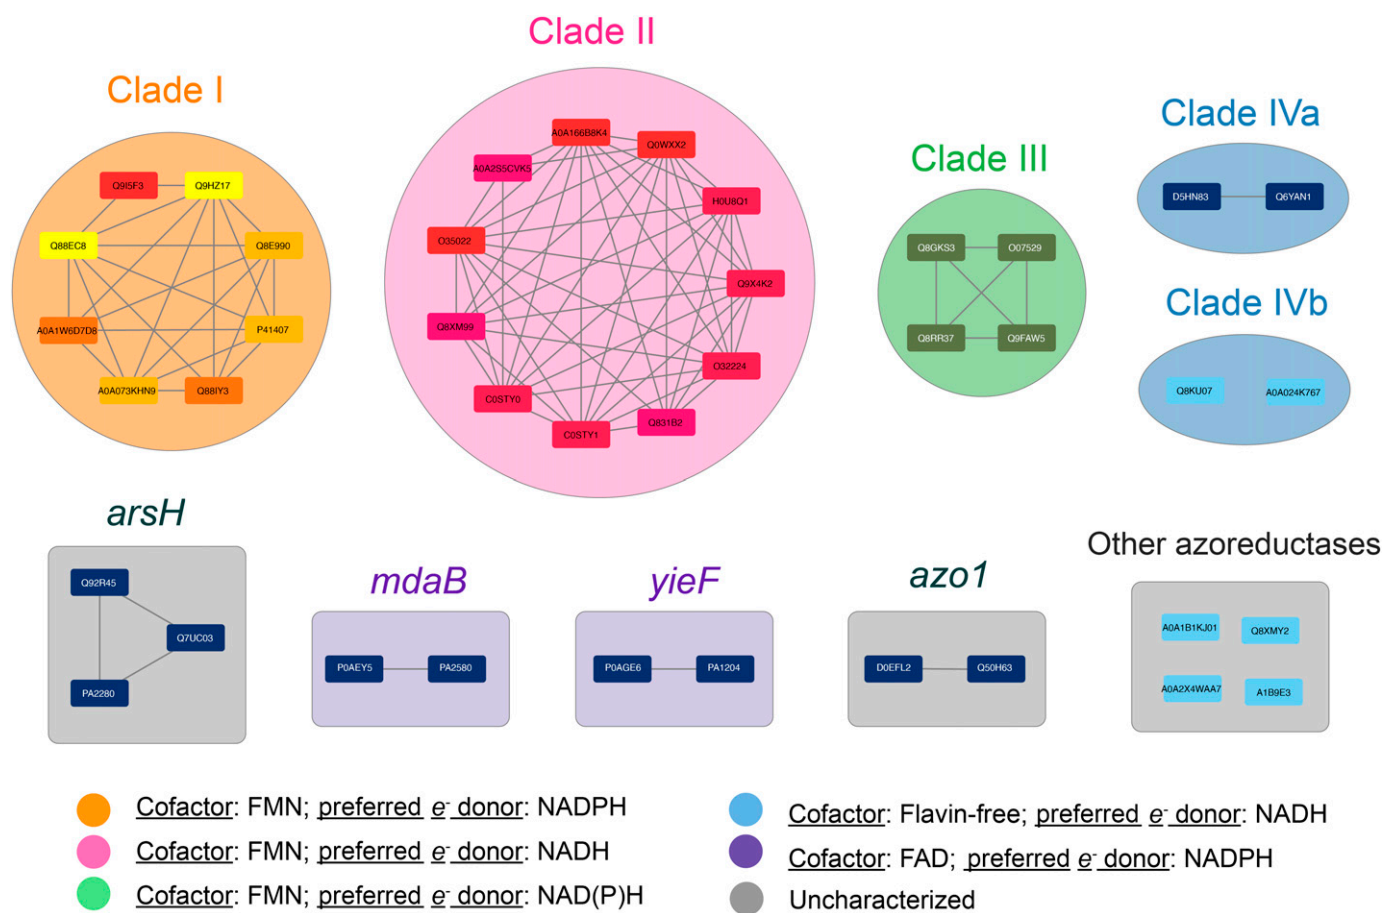 Clade II
Clade I
Clade III
Clade IVa
Clade IVb
Q9I5F3
Q9HZ17
Q88EC8
Q8E990
A0A1W6D7D8
P41407
A0A073KHN9
Q88IY3
A0A166B8K4
Q0WXX2
A0A2S5CVK5
H0U8Q1
O35022
Q9X4K2
Q8XM99
O32224
C0STY0
Q831B2
C0STY1
Q8GKS3
O07529
Q8RR37
Q9FAW5
D5HN83
Q6YAN1
Q8KU07
A0A024K767
arsH
Q92R45
Q7UC03
PA2280
mdaB
P0AEY5
PA2580
yieF
P0AGE6
PA1204
azo1
D0EFL2
Q50H63
Other azoreductases
A0A1B1KJ01
Q8XMY2
A0A2X4WAA7
A1B9E3
Cofactor: FMN; preferred e- donor: NADPH
Cofactor: FMN; preferred e- donor: NADH
Cofactor: FMN; preferred e- donor: NAD(P)H
Cofactor: Flavin-free; preferred e- donor: NADH
Cofactor: FAD; preferred e- donor: NADPH
Uncharacterized